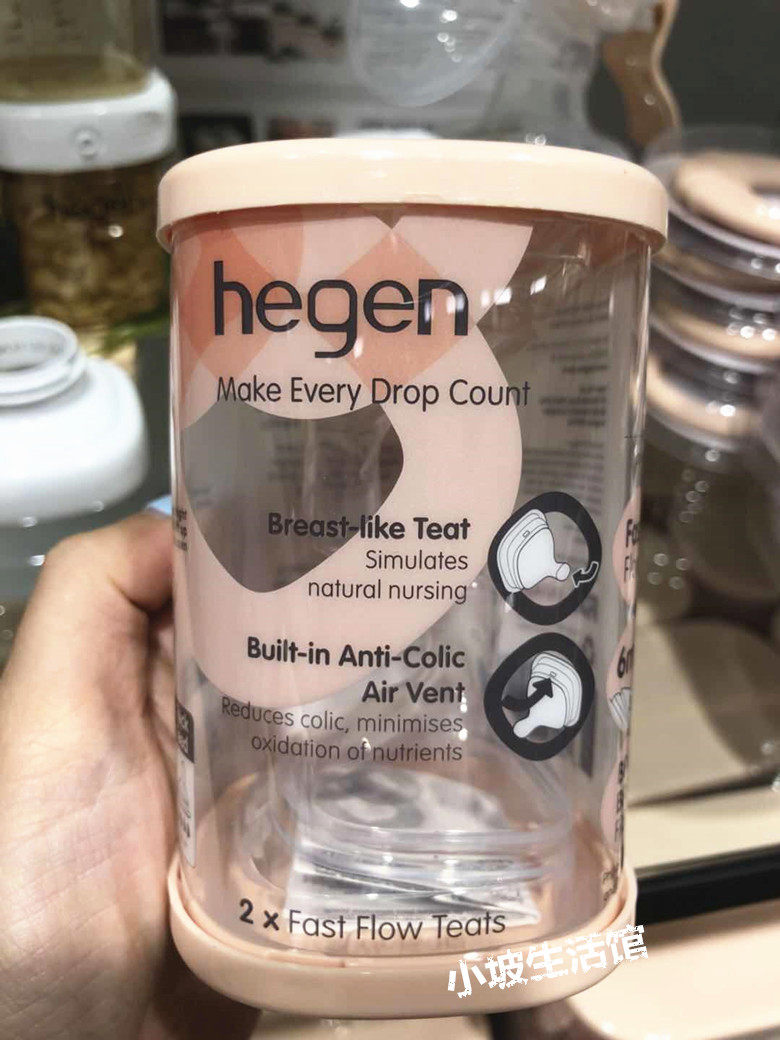 hegen
Make Every Drop Count
Breast-like Teat
Simulates
natural nursing
Built-in Anti-Colic
Air Vent
Reduces colic, minimises
oxidation of nutrients
2 x Fast Flow Teats
小坡生活馆